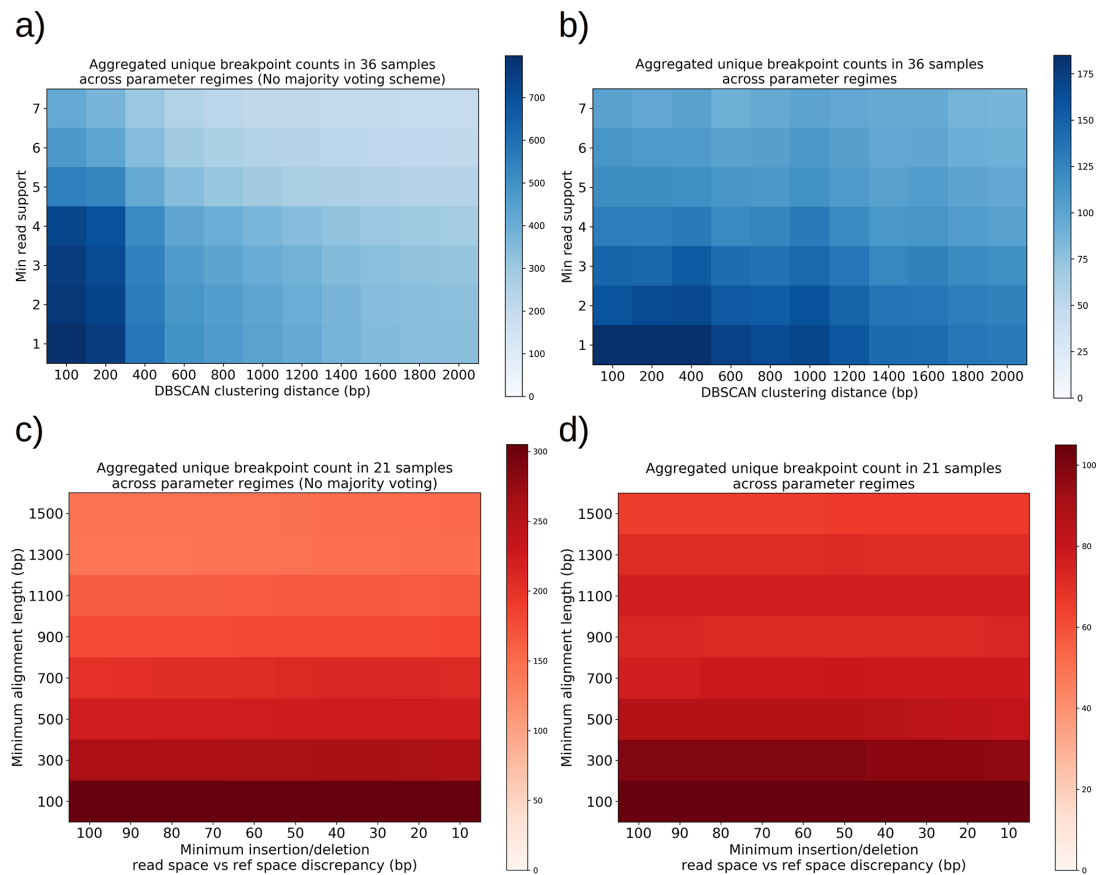 a)
Aggregated unique breakpoint counts in 36 samples
across parameter regimes (No majority voting scheme)
Min read support
7
6
5
4
3
2
1
100 200 400 600 800 1000 1200 1400 1600 1800 2000
DBSCAN clustering distance (bp)
700
600
500
400
300
200
100
0
b)
Aggregated unique breakpoint counts in 36 samples
across parameter regimes
Min read support
7
6
5
4
3
2
1
100 200 400 600 800 1000 1200 1400 1600 1800 2000
DBSCAN clustering distance (bp)
175
150
125
100
75
50
25
0
c)
Aggregated unique breakpoint count in 21 samples
across parameter regimes (No majority voting)
Minimum alignment length (bp)
1500
1300
1100
900
700
500
300
100
100 90 80 70 60 50 40 30 20 10
Minimum insertion/deletion
read space vs ref space discrepancy (bp)
300
250
200
150
100
50
0
d)
Aggregated unique breakpoint count in 21 samples
across parameter regimes
Minimum alignment length (bp)
1500
1300
1100
900
700
500
300
100
100 90 80 70 60 50 40 30 20 10
Minimum insertion/deletion
read space vs ref space discrepancy (bp)
100
80
60
40
20
0